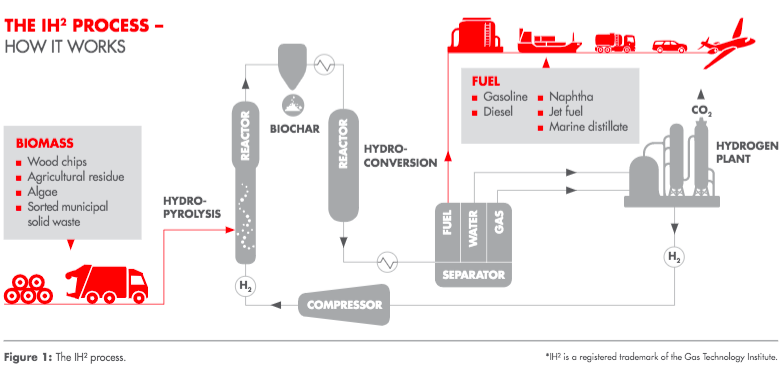 THE IH² PROCESS –
HOW IT WORKS
BIOMASS
Wood chips
Agricultural residue
Algae
Sorted municipal
solid waste
HYDRO-
PYROLYSIS
REACTOR
H₂
BIOCHAR
REACTOR
HYDRO-
CONVERSION
FUEL
Gasoline
Diesel
Naphtha
Jet fuel
Marine distillate
FUEL
WATER
GAS
SEPARATOR
CO₂
HYDROGEN
PLANT
H₂
COMPRESSOR
Figure 1: The IH² process.
*IH² is a registered trademark of the Gas Technology Institute.